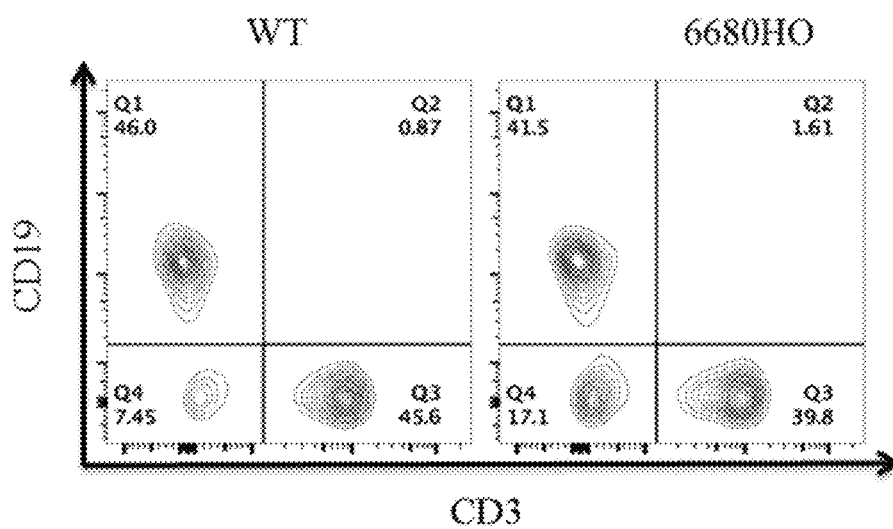 WT
6680HO
Q1
46.0
Q2
0.87
Q1
41.5
Q2
1.61
CD19
Q4
7.45
Q3
45.6
Q4
17.1
Q3
39.8
CD3